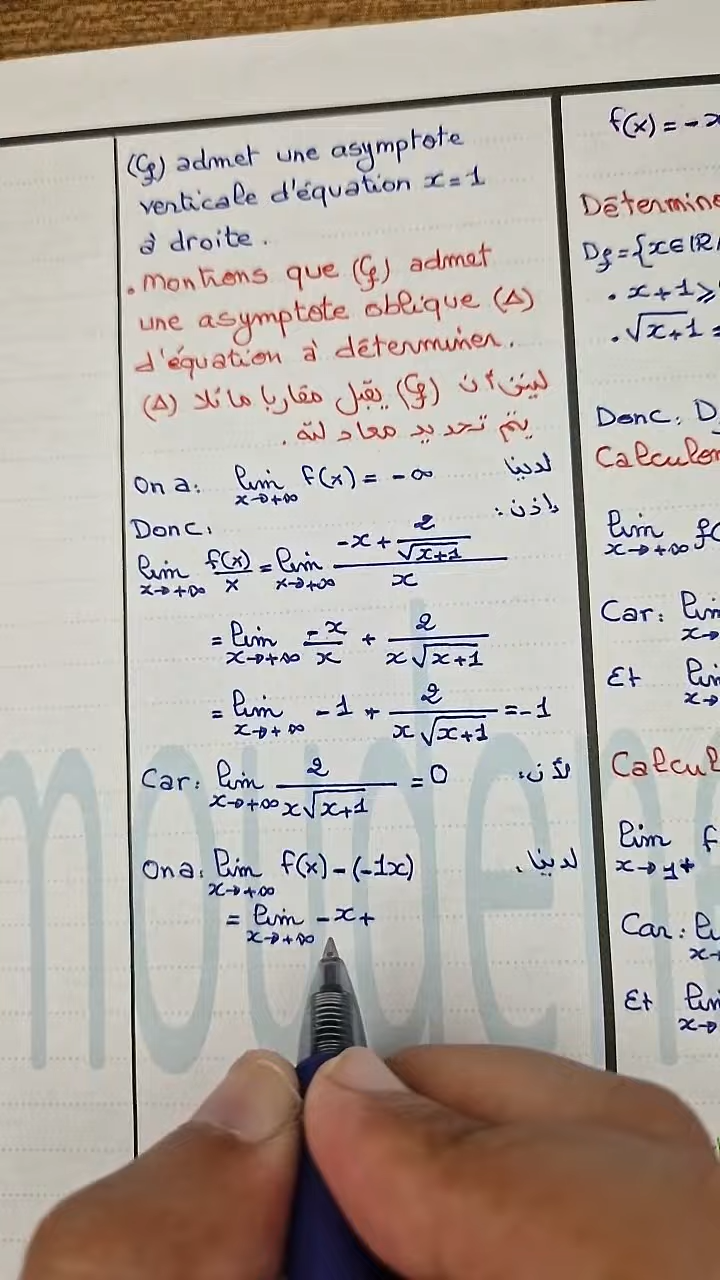 (Cf) admet une asymptote
verticale d'équation x=1
à droite.
. montrons que (Cf) admet
une asymptote oblique (Δ)
d'équation à déterminer.
لنبين أن (Cf) يقبل مقاربا مائلا (Δ)
يتم تحديد معادلته.
On a: lim x→+∞ f(x) = -∞ لدينا
Donc: إذن:
lim x→+∞ f(x)/x = lim x→+∞ (-x + 2/√(x+1))/x
= lim x→+∞ -x/x + 2/(x√(x+1))
= lim x→+∞ -1 + 2/(x√(x+1)) = -1
Car: lim x→+∞ 2/(x√(x+1)) = 0 لأن:
On a: lim x→+∞ f(x) - (-1x) لدينا:
= lim x→+∞ -x +
f(x) = -x
Détermine
Df = {x∈IR/
. x+1 ≥
. √(x+1)
Donc: D
Calculon
lim x→+∞ f(
Car: lim x→
Et lim x→
Calcul
lim x→1+ f
Car: l
x→
Et lim x→
mouden